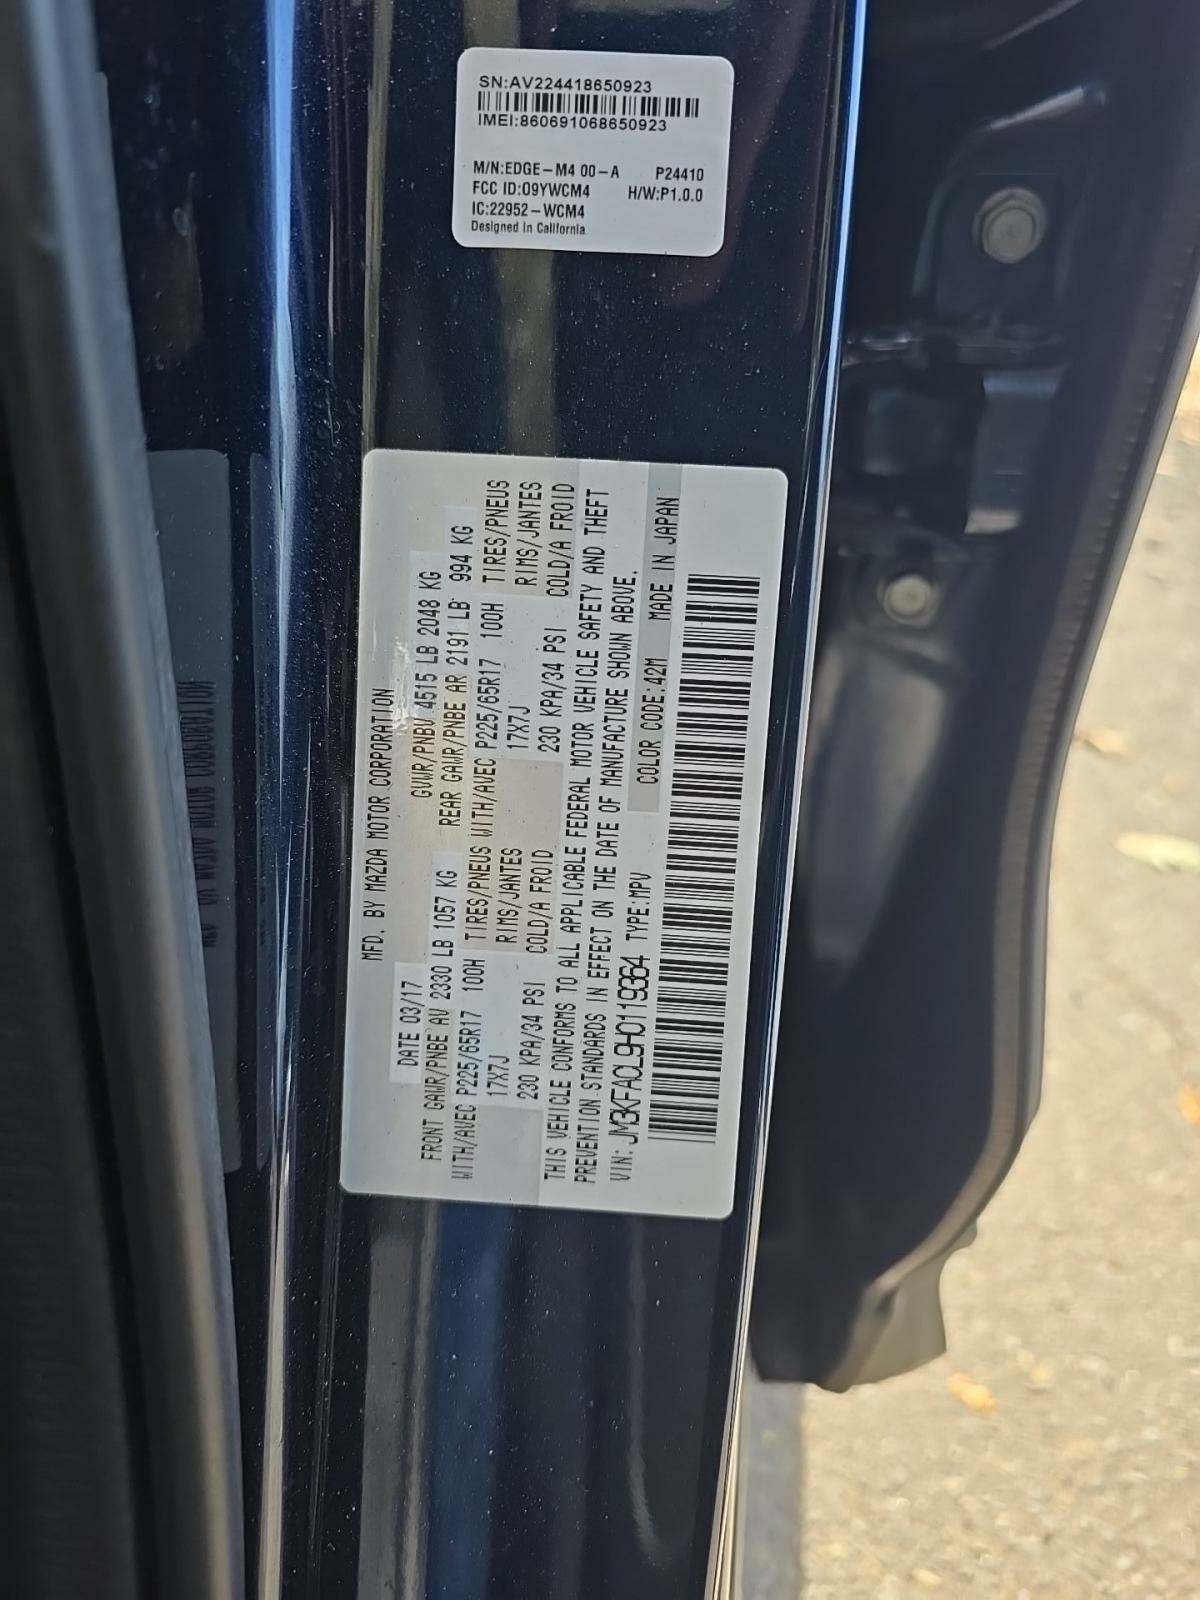 SN:AV224418650923
IMEI:860691068650923
M/N:EDGE-M4 00-A P24410
FCC ID:O9YWCM4 H/W:P1.0.0
IC:22952-WCM4
Designed in California
MFD. BY MAZDA MOTOR CORPORATION
DATE 03/17 GVWR/PNBV 4515 LB 2048 KG
FRONT GAWR/PNBE AV 2330 LB 1057 KG REAR GAWR/PNBE AR 2191 LB 994 KG
WITH/AVEC P225/65R17 100H TIRES/PNEUS WITH/AVEC P225/65R17 100H TIRES/PNEUS
17X7J RIMS/JANTES 17X7J RIMS/JANTES
230 KPA/34 PSI COLD/A FROID 230 KPA/34 PSI COLD/A FROID
THIS VEHICLE CONFORMS TO ALL APPLICABLE FEDERAL MOTOR VEHICLE SAFETY AND THEFT
PREVENTION STANDARDS IN EFFECT ON THE DATE OF MANUFACTURE SHOWN ABOVE.
VIN: JM3KFACL9H0119364 TYPE:MPV COLOR CODE:42M MADE IN JAPAN